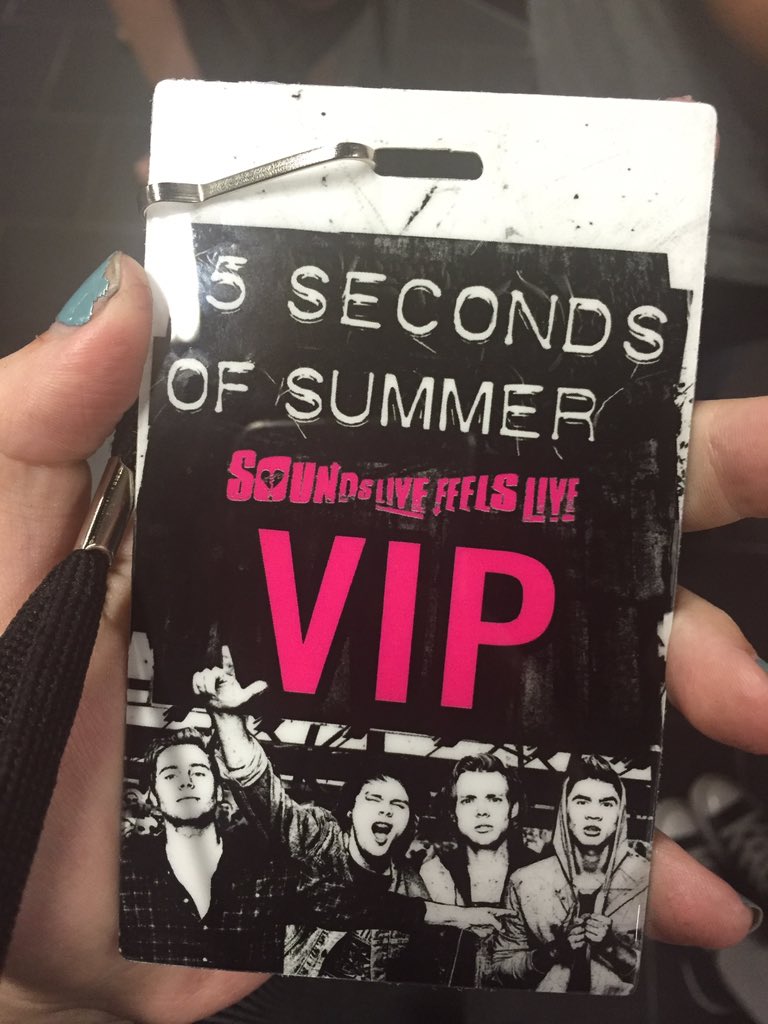 5 SECONDS
OF SUMMER
SOUNDS LIVE FEELS LIVE
VIP